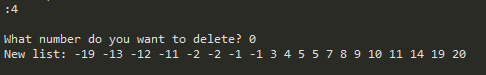 :4
What number do you want to delete? 0
New list: -19 -13 -12 -11 -2 -2 -1 -1 3 4 5 5 7 8 9 10 11 14 19 20